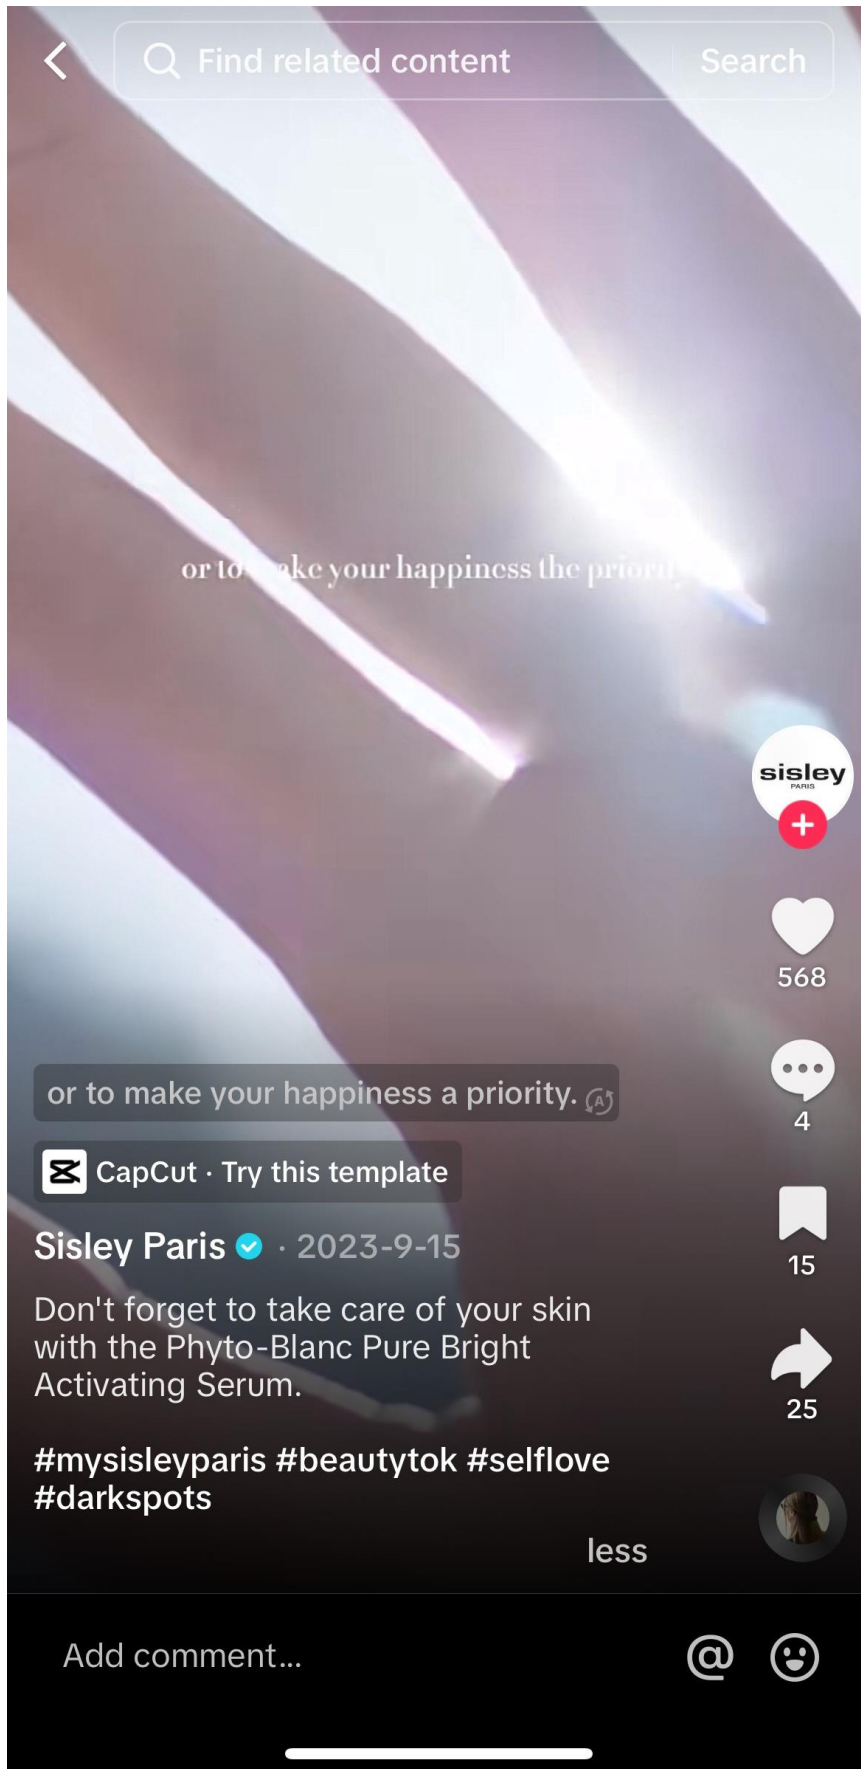 Find related content Search
or to make your happiness the priority
sisley
PARIS
568
or to make your happiness a priority.
4
CapCut · Try this template
Sisley Paris · 2023-9-15
15
Don't forget to take care of your skin
with the Phyto-Blanc Pure Bright
Activating Serum.
25
#mysisleyparis #beautytok #selflove
#darkspots
less
Add comment...